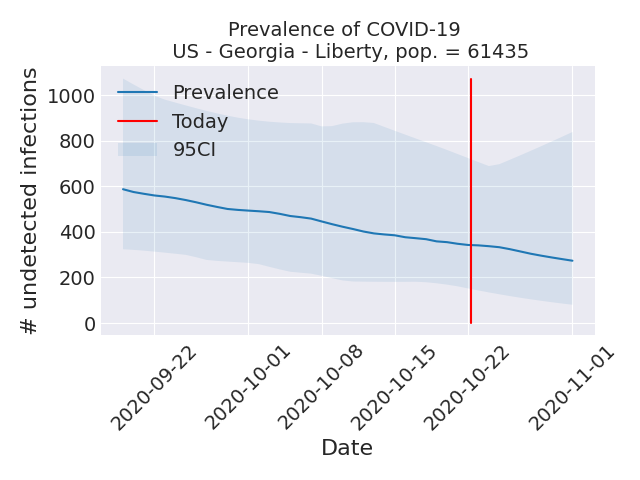 Prevalence of COVID-19
US - Georgia - Liberty, pop. = 61435
# undetected infections
1000
800
600
400
200
0
Prevalence
Today
95CI
2020-09-22
2020-10-01
2020-10-08
2020-10-15
2020-10-22
2020-11-01
Date